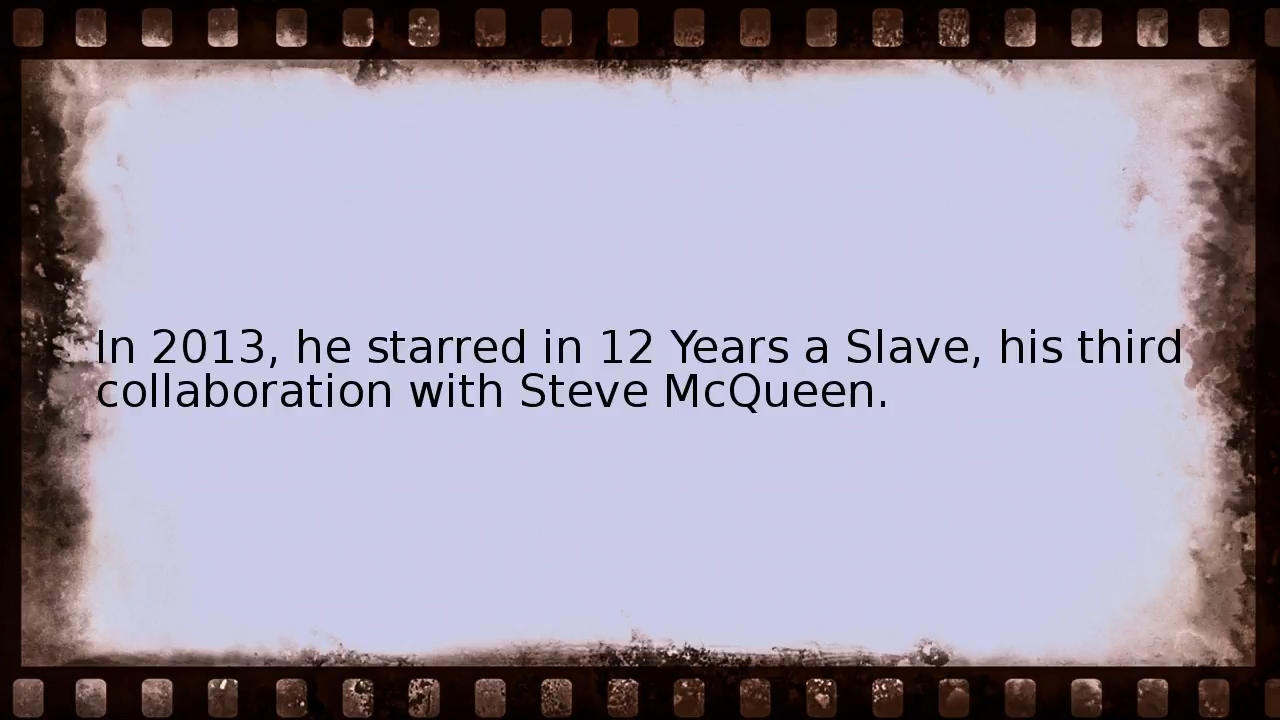 In 2013, he starred in 12 Years a Slave, his third
collaboration with Steve McQueen.